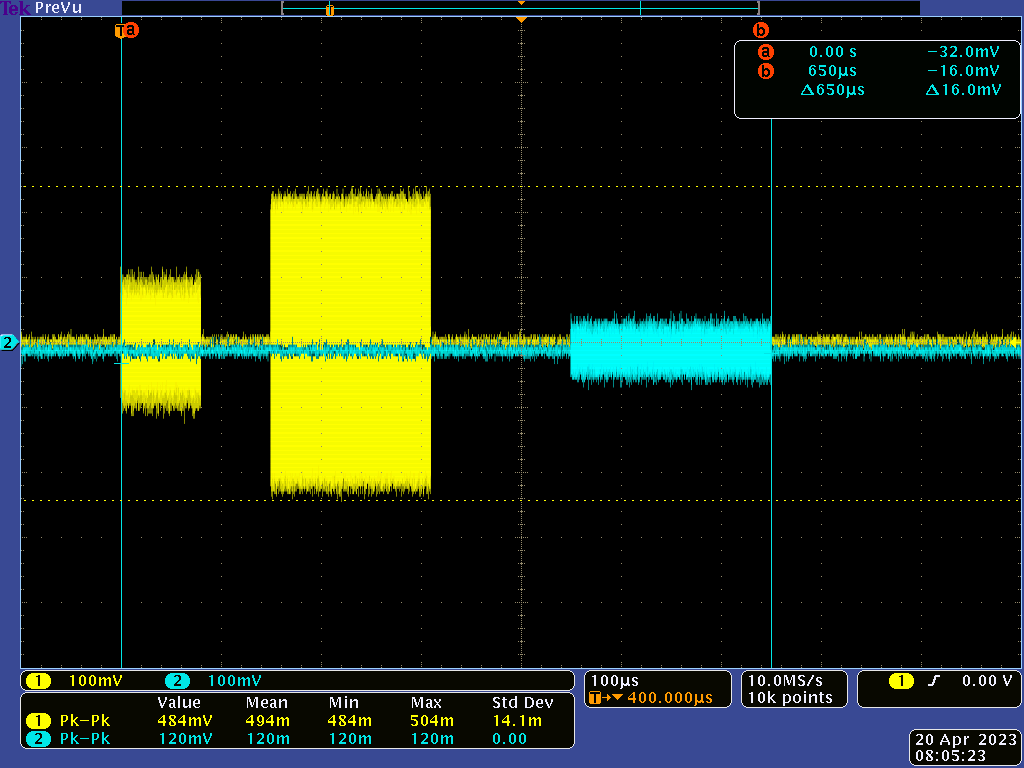 Tek PreVu
T a b
a 0.00 s −32.0mV
b 650µs −16.0mV
Δ650µs Δ16.0mV
2
1 100mV 2 100mV
100µs
T→▼400.000µs
10.0MS/s
10k points
1 0.00 V
Value Mean Min Max Std Dev
1 Pk−Pk 484mV 494m 484m 504m 14.1m
2 Pk−Pk 120mV 120m 120m 120m 0.00
20 Apr 2023
08:05:23